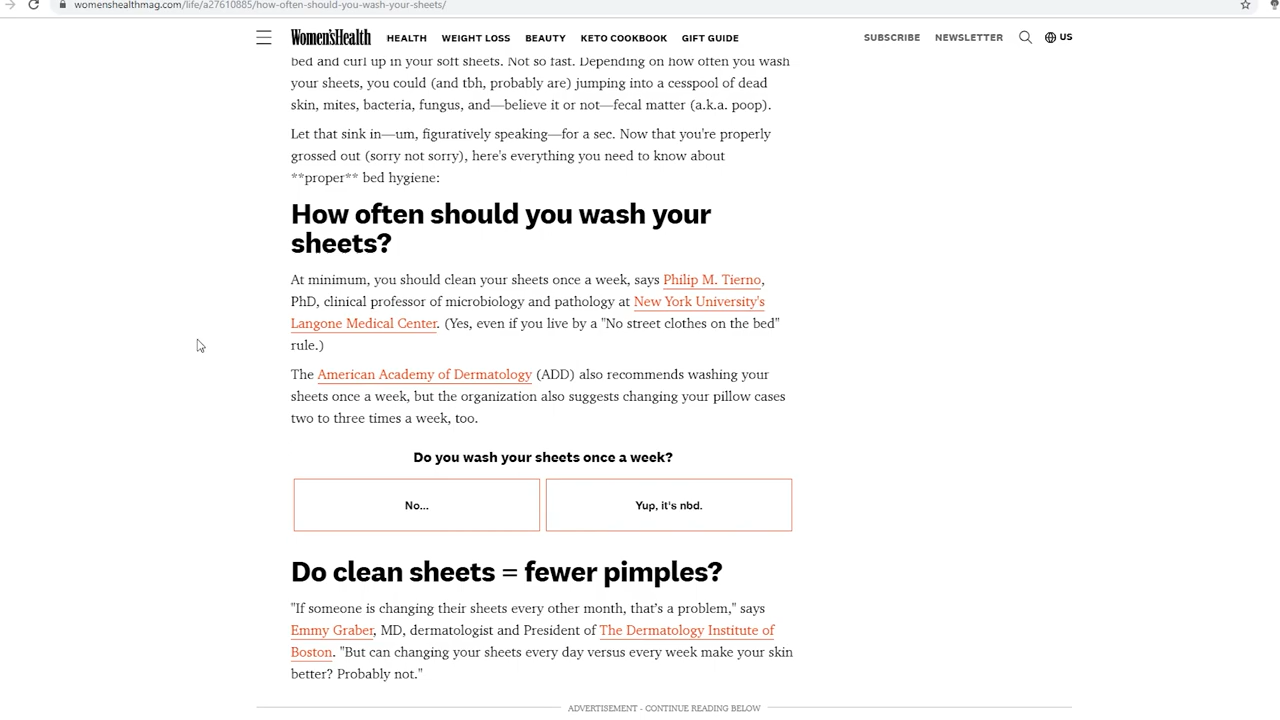 womenshealthmag.com/life/a27610885/how-often-should-you-wash-your-sheets/
Women'sHealth HEALTH WEIGHT LOSS BEAUTY KETO COOKBOOK GIFT GUIDE SUBSCRIBE NEWSLETTER US
bed and curl up in your soft sheets. Not so fast. Depending on how often you wash
your sheets, you could (and tbh, probably are) jumping into a cesspool of dead
skin, mites, bacteria, fungus, and—believe it or not—fecal matter (a.k.a. poop).
Let that sink in—um, figuratively speaking—for a sec. Now that you're properly
grossed out (sorry not sorry), here's everything you need to know about
**proper** bed hygiene:
How often should you wash your
sheets?
At minimum, you should clean your sheets once a week, says Philip M. Tierno,
PhD, clinical professor of microbiology and pathology at New York University's
Langone Medical Center. (Yes, even if you live by a "No street clothes on the bed"
rule.)
The American Academy of Dermatology (ADD) also recommends washing your
sheets once a week, but the organization also suggests changing your pillow cases
two to three times a week, too.
Do you wash your sheets once a week?
No... Yup, it's nbd.
Do clean sheets = fewer pimples?
"If someone is changing their sheets every other month, that's a problem," says
Emmy Graber, MD, dermatologist and President of The Dermatology Institute of
Boston. "But can changing your sheets every day versus every week make your skin
better? Probably not."
ADVERTISEMENT - CONTINUE READING BELOW